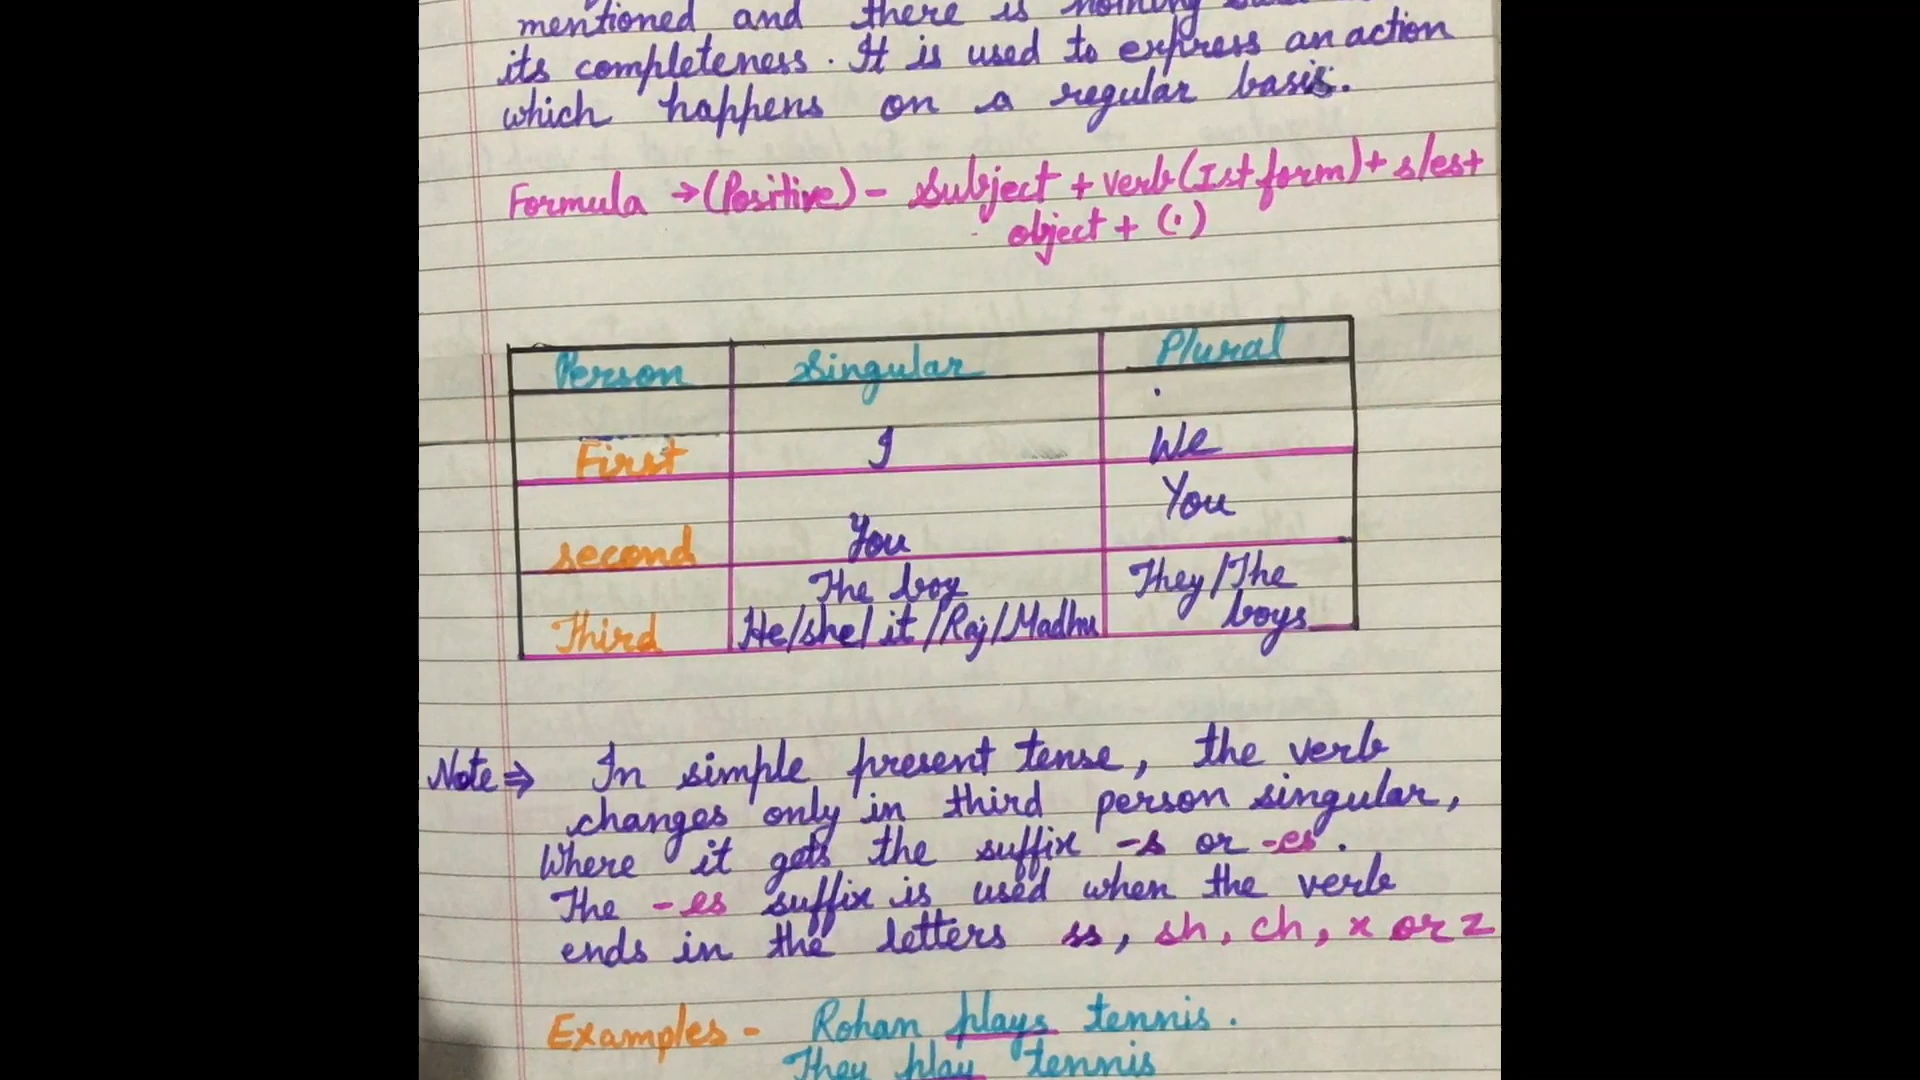 mentioned and there is nothing
its completeness. It is used to express an action
which happens on a regular basis.
Formula → (Positive) - Subject + verb (Ist form) + s/es +
object + (.)
Person Singular Plural
First I We
second You You
Third The boy He/she/it/Raj/Madhu They/The boys
Note ⇒ In simple present tense, the verb
changes only in third person singular,
Where it gets the suffix -s or -es.
The -es suffix is used when the verb
ends in the letters ss, sh, ch, x or z
Examples - Rohan plays tennis.
They play tennis